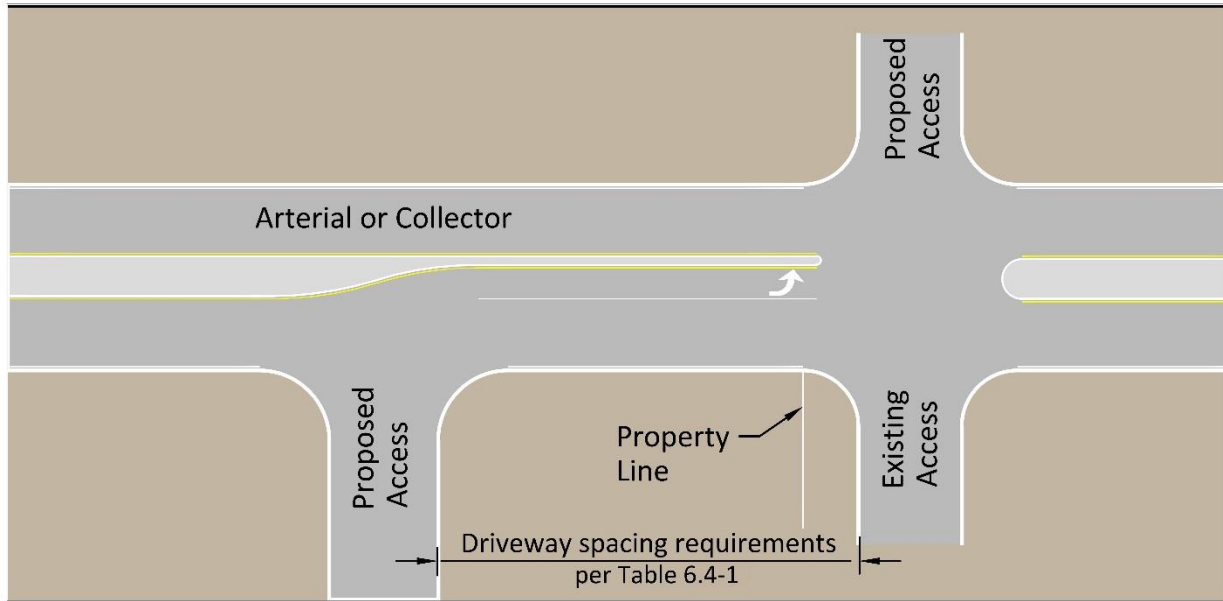 Proposed
Access
Arterial or Collector
Proposed
Access
Property
Line
Existing
Access
Driveway spacing requirements
per Table 6.4-1